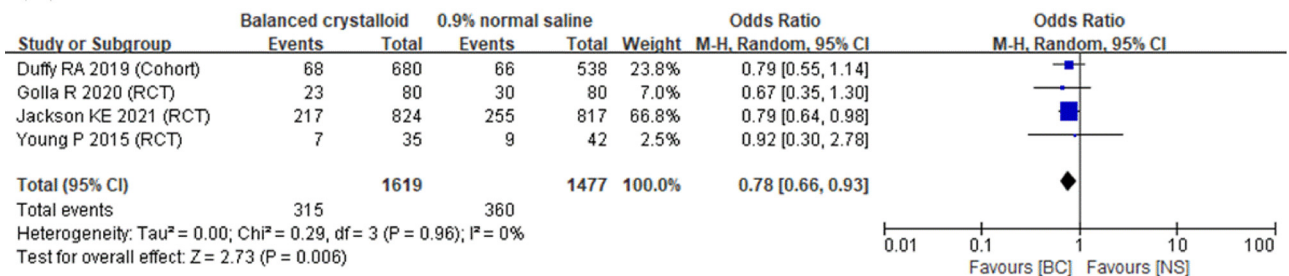 Balanced crystalloid 0.9% normal saline Odds Ratio Odds Ratio
Study or Subgroup Events Total Events Total Weight M-H, Random, 95% CI M-H, Random, 95% CI
Duffy RA 2019 (Cohort) 68 680 66 538 23.8% 0.79 [0.55, 1.14]
Golla R 2020 (RCT) 23 80 30 80 7.0% 0.67 [0.35, 1.30]
Jackson KE 2021 (RCT) 217 824 255 817 66.8% 0.79 [0.64, 0.98]
Young P 2015 (RCT) 7 35 9 42 2.5% 0.92 [0.30, 2.78]
Total (95% CI) 1619 1477 100.0% 0.78 [0.66, 0.93]
Total events 315 360
Heterogeneity: Tau² = 0.00; Chi² = 0.29, df = 3 (P = 0.96); I² = 0%
Test for overall effect: Z = 2.73 (P = 0.006)
0.01 0.1 1 10 100
Favours [BC] Favours [NS]